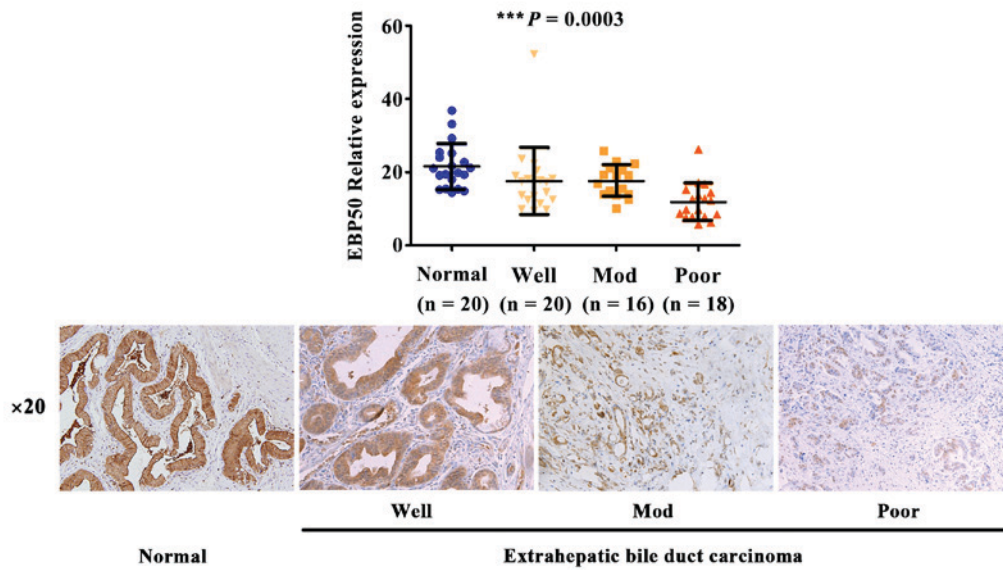 ***P = 0.0003
EBP50 Relative expression
60
40
20
0
Normal Well Mod Poor
(n = 20) (n = 20) (n = 16) (n = 18)
×20
Well Mod Poor
Normal Extrahepatic bile duct carcinoma